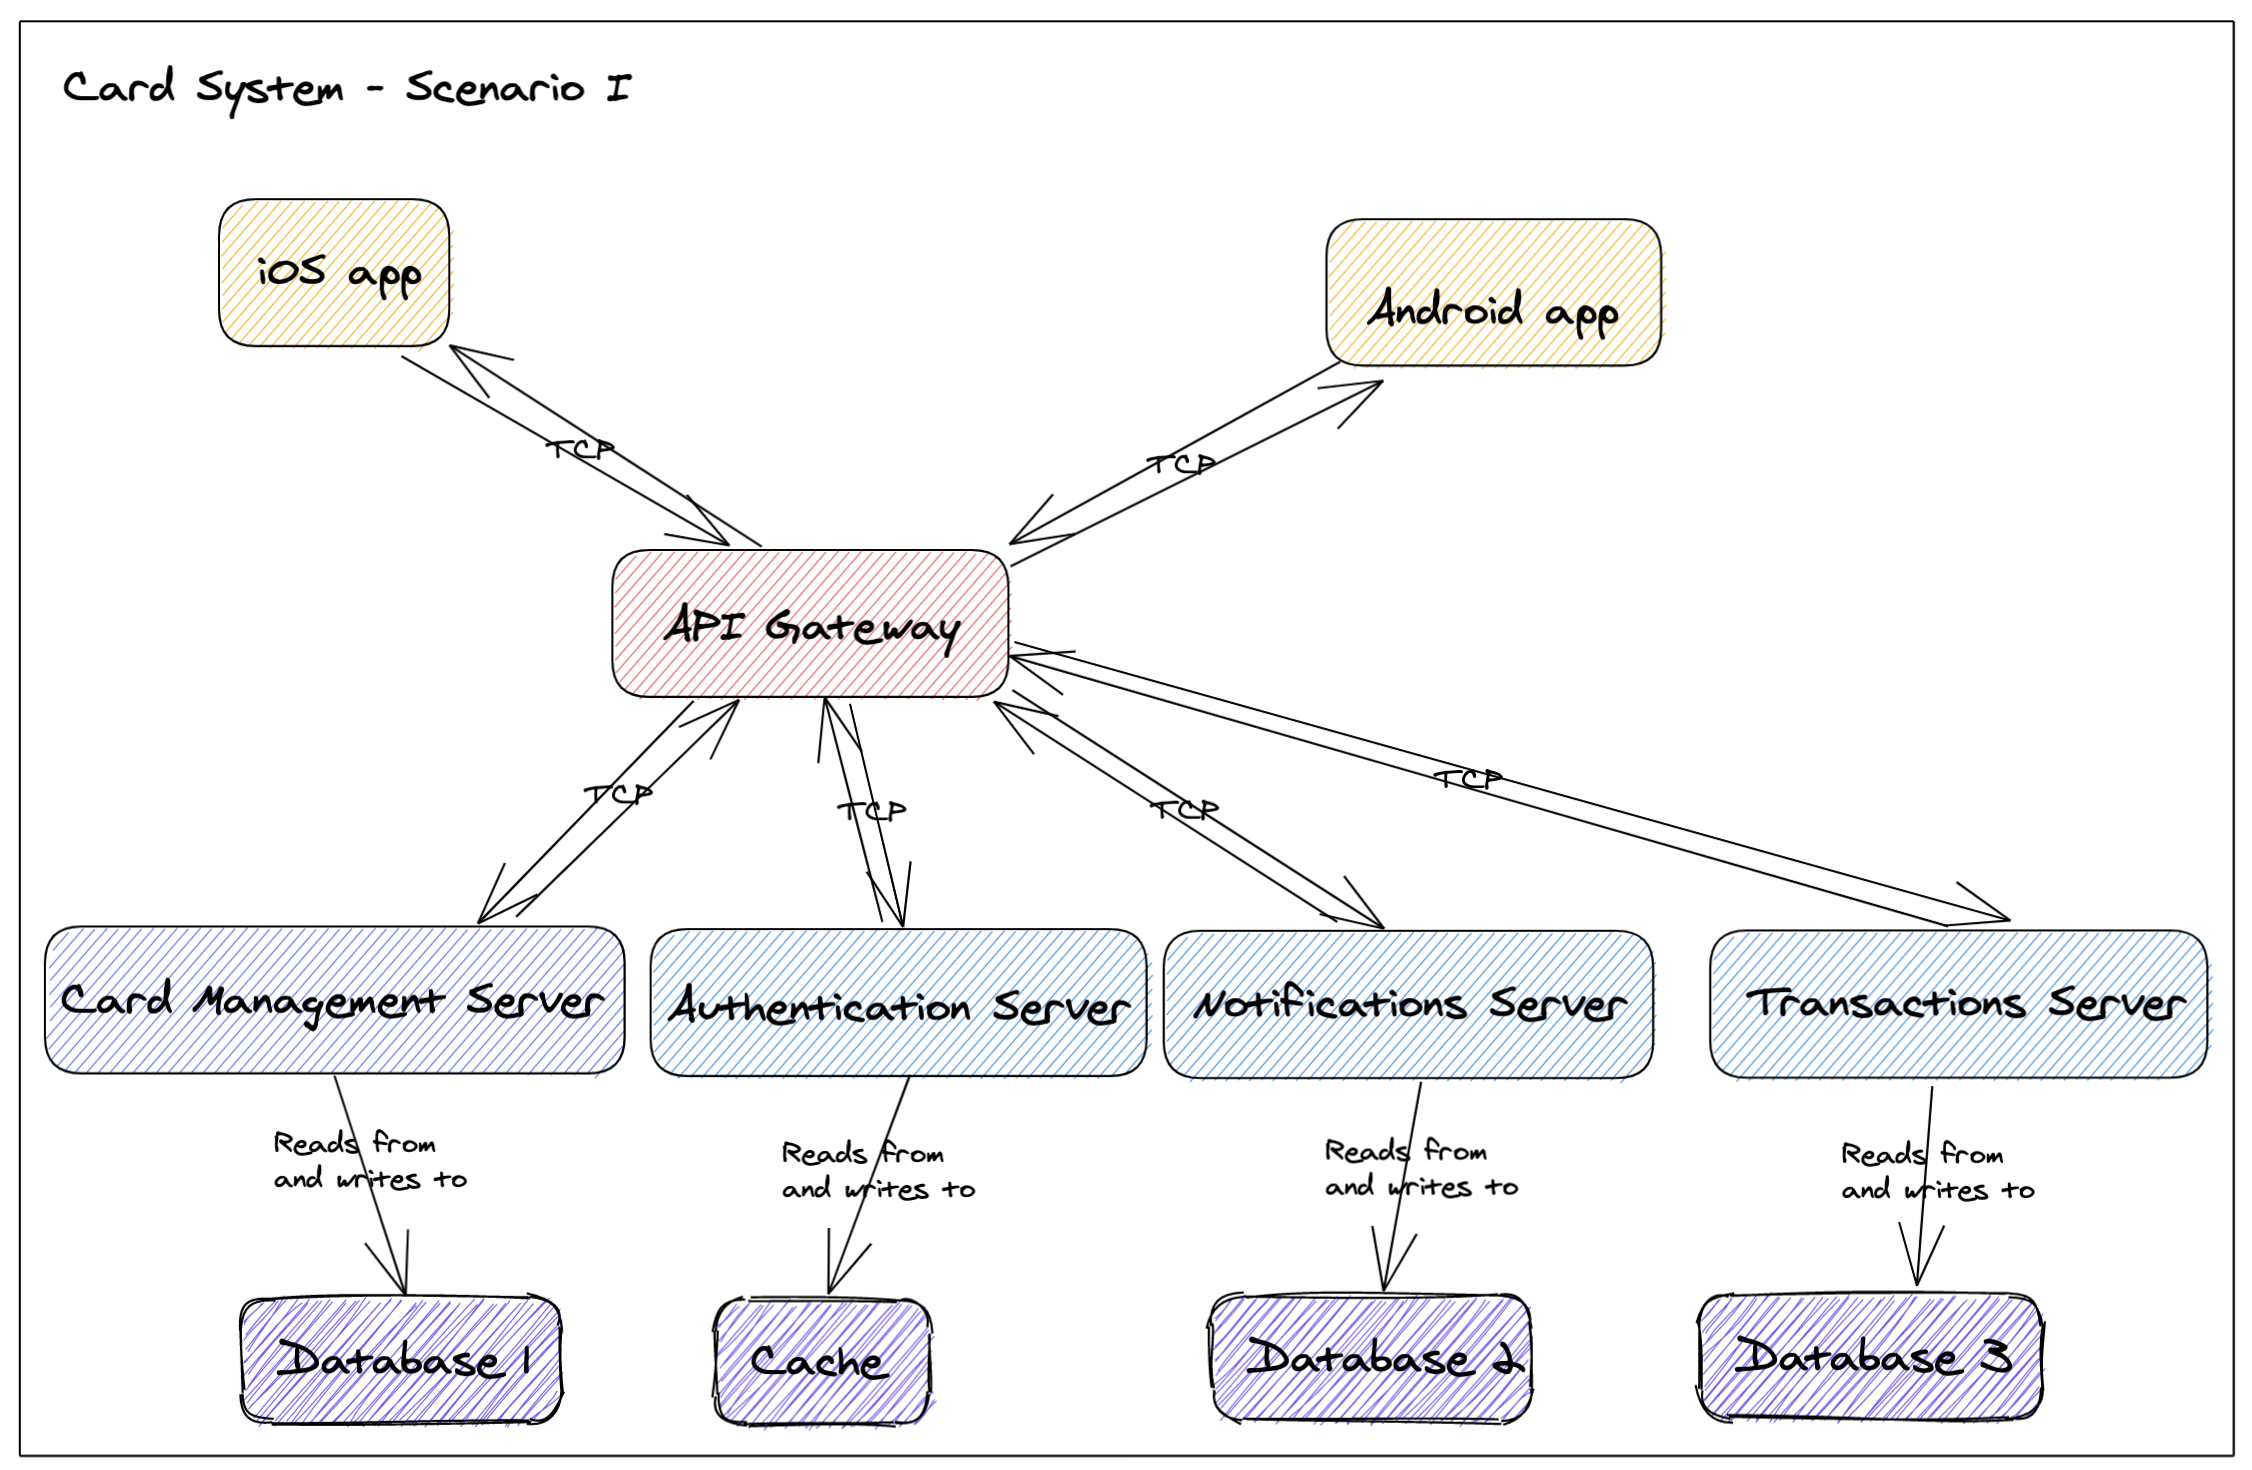 Card System - Scenario I
iOS app
Android app
TCP
TCP
API Gateway
TCP
TCP
TCP
TCP
Card Management Server
Authentication Server
Notifications Server
Transactions Server
Reads from
and writes to
Reads from
and writes to
Reads from
and writes to
Reads from
and writes to
Database 1
Cache
Database 2
Database 3